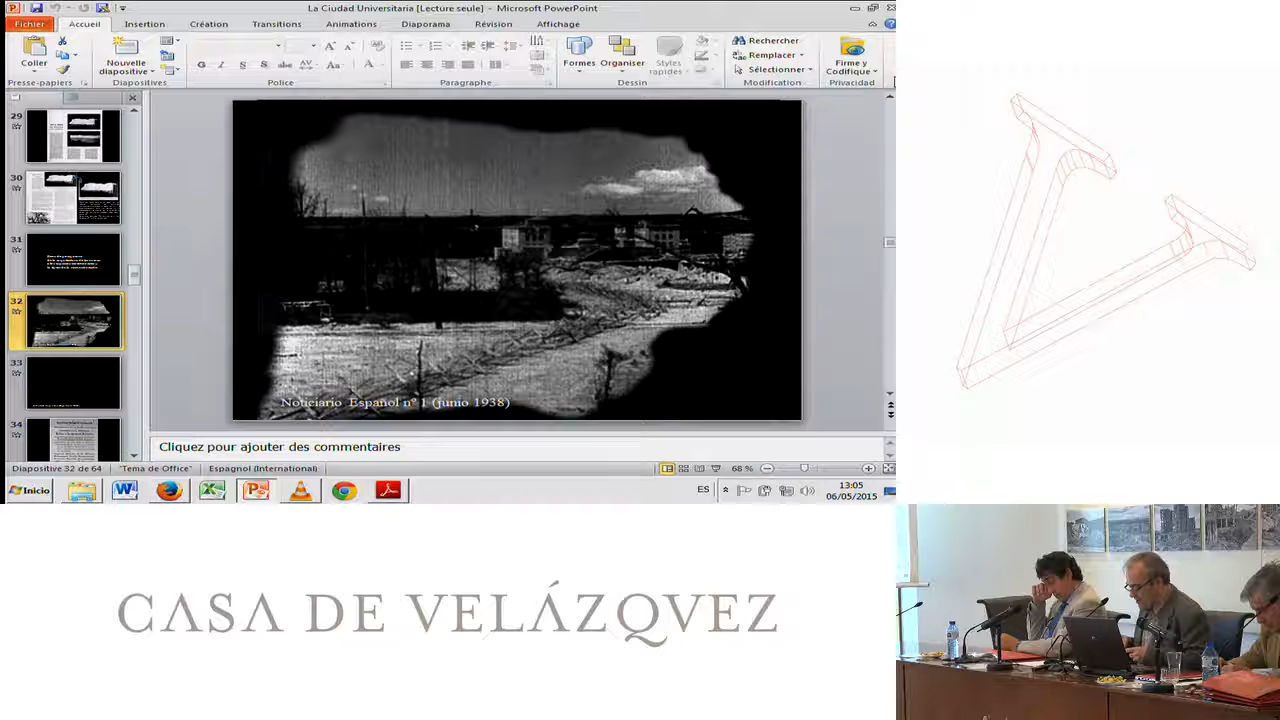 La Ciudad Universitaria [Lecture seule] - Microsoft PowerPoint
Fichier Accueil Insertion Création Transitions Animations Diaporama Révision Affichage
Coller
Presse-papiers
Nouvelle
diapositive
Diapositives
Police
Paragraphe
Formes
Organiser
Styles
rapides
Dessin
Rechercher
Remplacer
Sélectionner
Modification
Firme y
Codifique
Privacidad
29
30
31
32
33
34
Noticiario Español nº 1 (junio 1938)
Cliquez pour ajouter des commentaires
Diapositive 32 de 64
"Tema de Office"
Espagnol (International)
68 %
Inicio
ES
13:05
06/05/2015
CASA DE VELÁZQVEZ